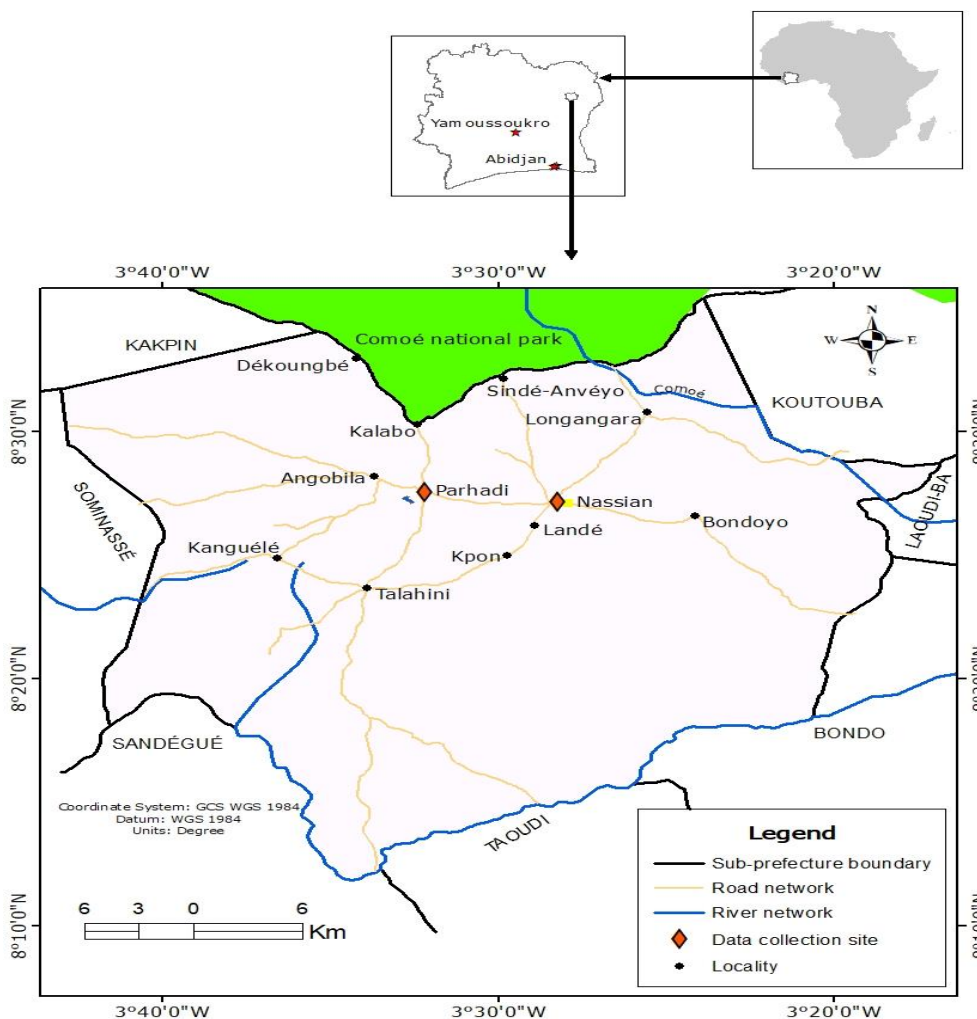 Yamoussoukro
Abidjan
3°40'0"W
3°30'0"W
3°20'0"W
KAKPIN
Comoé national park
N
W
E
S
Dékoungbé
Sindé-Anvéyo
Comoé
Longangara
KOUTOUBA
8°30'0"N
Kalabo
Angobila
Parhadi
Nassian
LAOUDI-BA
SOMINASSÉ
Landé
Bondoyo
Kanguélé
Kpon
Talahini
8°20'0"N
SANDÉGUÉ
BONDO
Coordinate System: GCS WGS 1984
Datum: WGS 1984
Units: Degree
TAOUDI
Legend
Sub-prefecture boundary
Road network
River network
Data collection site
Locality
6 3 0 6
Km
8°10'0"N
3°40'0"W
3°30'0"W
3°20'0"W